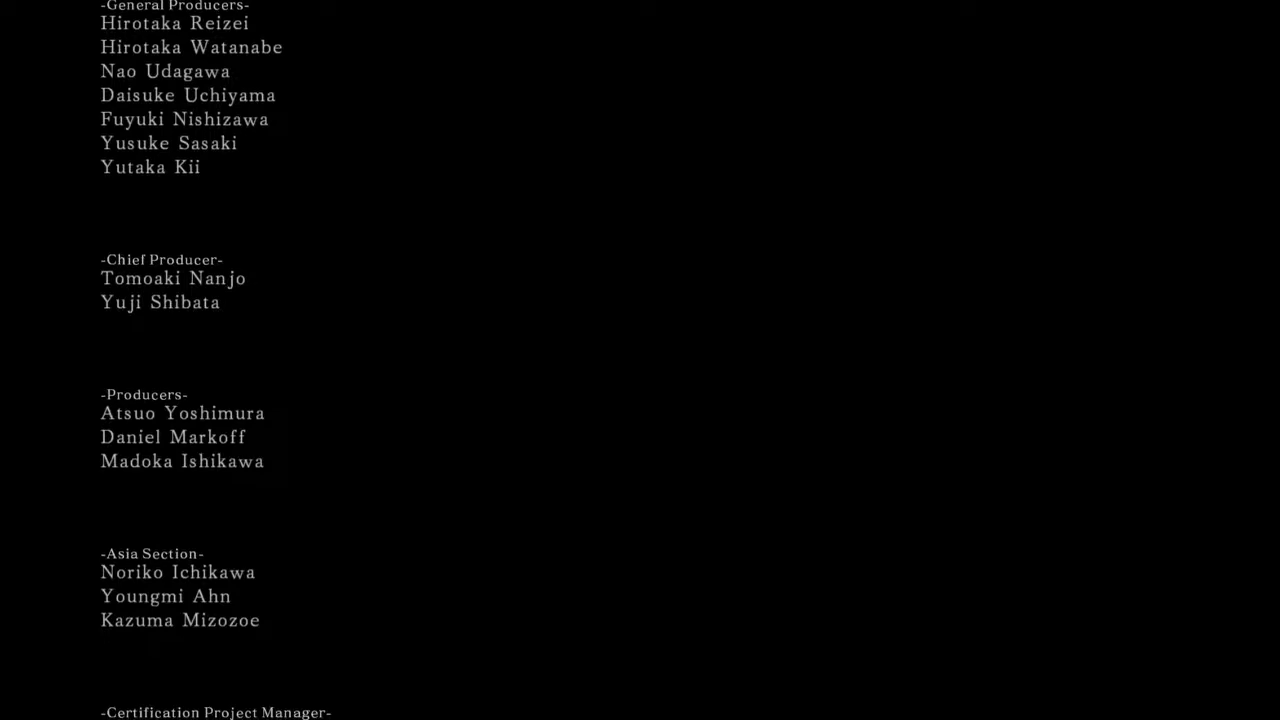 -General Producers-
Hirotaka Reizei
Hirotaka Watanabe
Nao Udagawa
Daisuke Uchiyama
Fuyuki Nishizawa
Yusuke Sasaki
Yutaka Kii
-Chief Producer-
Tomoaki Nanjo
Yuji Shibata
-Producers-
Atsuo Yoshimura
Daniel Markoff
Madoka Ishikawa
-Asia Section-
Noriko Ichikawa
Youngmi Ahn
Kazuma Mizozoe
-Certification Project Manager-